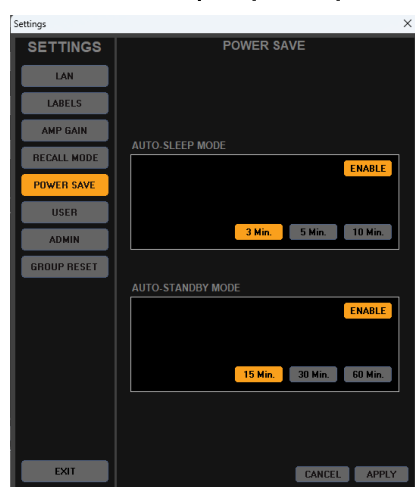 Settings
SETTINGS
LAN
LABELS
AMP GAIN
RECALL MODE
POWER SAVE
USER
ADMIN
GROUP RESET
EXIT
POWER SAVE
AUTO-SLEEP MODE
ENABLE
3 Min. 5 Min. 10 Min.
AUTO-STANDBY MODE
ENABLE
15 Min. 30 Min. 60 Min.
CANCEL APPLY